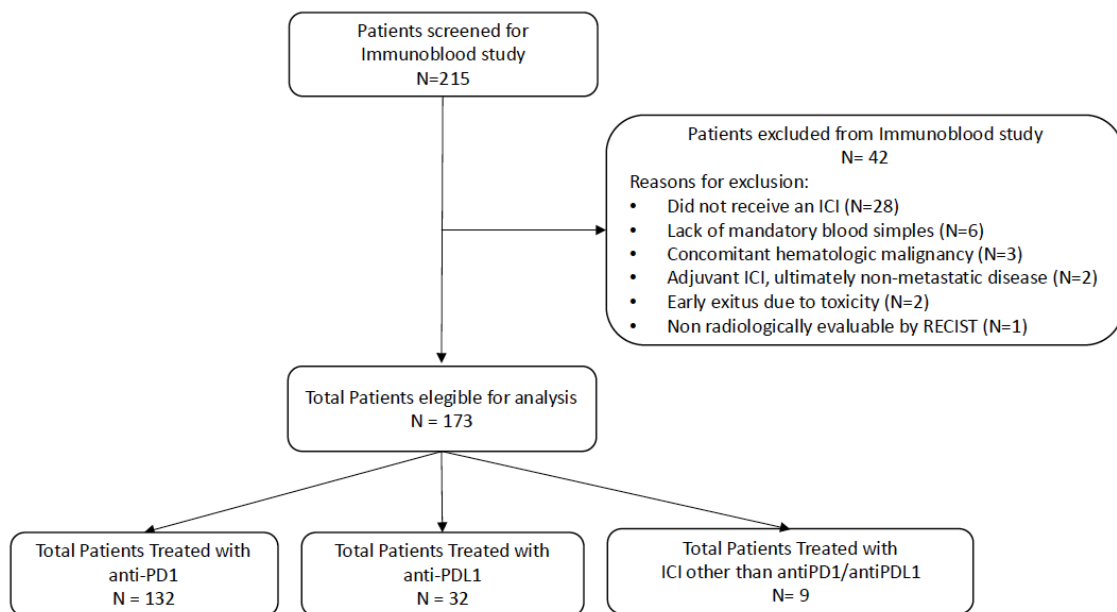 Patients screened for
Immunoblood study
N=215
Patients excluded from Immunoblood study
N= 42
Reasons for exclusion:
• Did not receive an ICI (N=28)
• Lack of mandatory blood simples (N=6)
• Concomitant hematologic malignancy (N=3)
• Adjuvant ICI, ultimately non-metastatic disease (N=2)
• Early exitus due to toxicity (N=2)
• Non radiologically evaluable by RECIST (N=1)
Total Patients elegible for analysis
N = 173
Total Patients Treated with
anti-PD1
N = 132
Total Patients Treated with
anti-PDL1
N = 32
Total Patients Treated with
ICI other than antiPD1/antiPDL1
N= 9